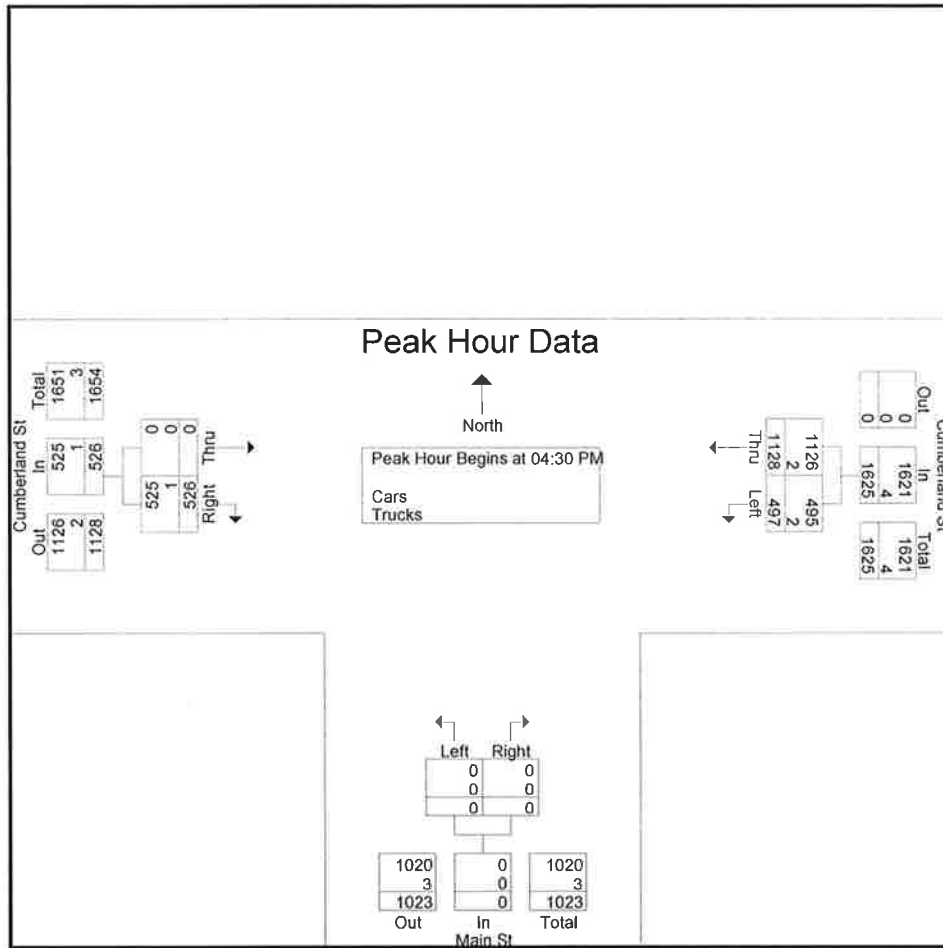 Peak Hour Data
North
Peak Hour Begins at 04:30 PM
Cars
Trucks
Cumberland St
Total
1651
3
1654
In
525
1
526
Out
1126
2
1128
Thru
0
0
0
Right
525
1
526
Cumberland St
Out
0
0
0
In
1621
4
1625
Total
1621
4
1625
Thru
1126
2
1128
Left
495
2
497
Left Right
0 0
0 0
0 0
1020 0 1020
3 0 3
1023 0 1023
Out In Total
Main St